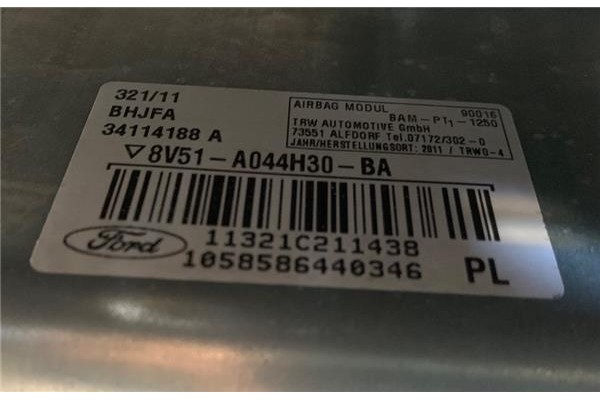 321/11
BHJFA
34114188 A
AIRBAG MODUL 90016
BAM-PT1-1250
TRW AUTOMOTIVE GmbH
73551 ALFDORF Tel.07172/302-0
JAHR/HERSTELLUNGSORT: 2011 / TRWO-4
▽8V51-A044H30-BA
Ford
11321C211438
1058586440346
PL